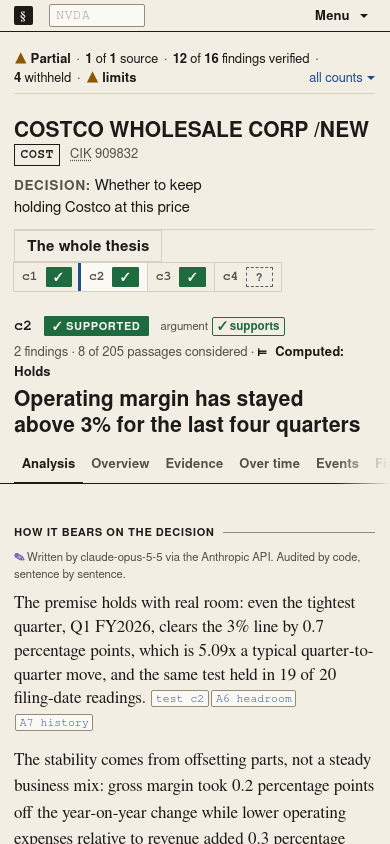 § NVDA Menu
Partial · 1 of 1 source · 12 of 16 findings verified ·
4 withheld · limits all counts
COSTCO WHOLESALE CORP /NEW
COST CIK 909832
DECISION: Whether to keep
holding Costco at this price
The whole thesis
c1 ✓ c2 ✓ c3 ✓ c4 ?
c2 ✓ SUPPORTED argument ✓ supports
2 findings · 8 of 205 passages considered · Computed:
Holds
Operating margin has stayed
above 3% for the last four quarters
Analysis Overview Evidence Over time Events
HOW IT BEARS ON THE DECISION
✎ Written by claude-opus-5-5 via the Anthropic API. Audited by code,
sentence by sentence.
The premise holds with real room: even the tightest
quarter, Q1 FY2026, clears the 3% line by 0.7
percentage points, which is 5.09x a typical quarter-to-
quarter move, and the same test held in 19 of 20
filing-date readings. test c2 A6 headroom
A7 history
The stability comes from offsetting parts, not a steady
business mix: gross margin took 0.2 percentage points
off the year-on-year change while lower operating
expenses relative to revenue added 0.3 percentage